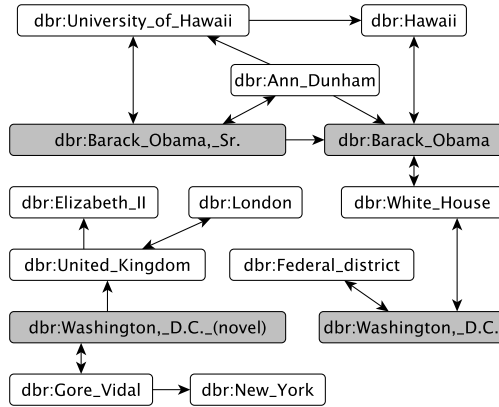 dbr:University_of_Hawaii
dbr:Hawaii
dbr:Ann_Dunham
dbr:Barack_Obama,_Sr.
dbr:Barack_Obama
dbr:Elizabeth_II
dbr:London
dbr:White_House
dbr:United_Kingdom
dbr:Federal_district
dbr:Washington,_D.C._(novel)
dbr:Washington,_D.C.
dbr:Gore_Vidal
dbr:New_York